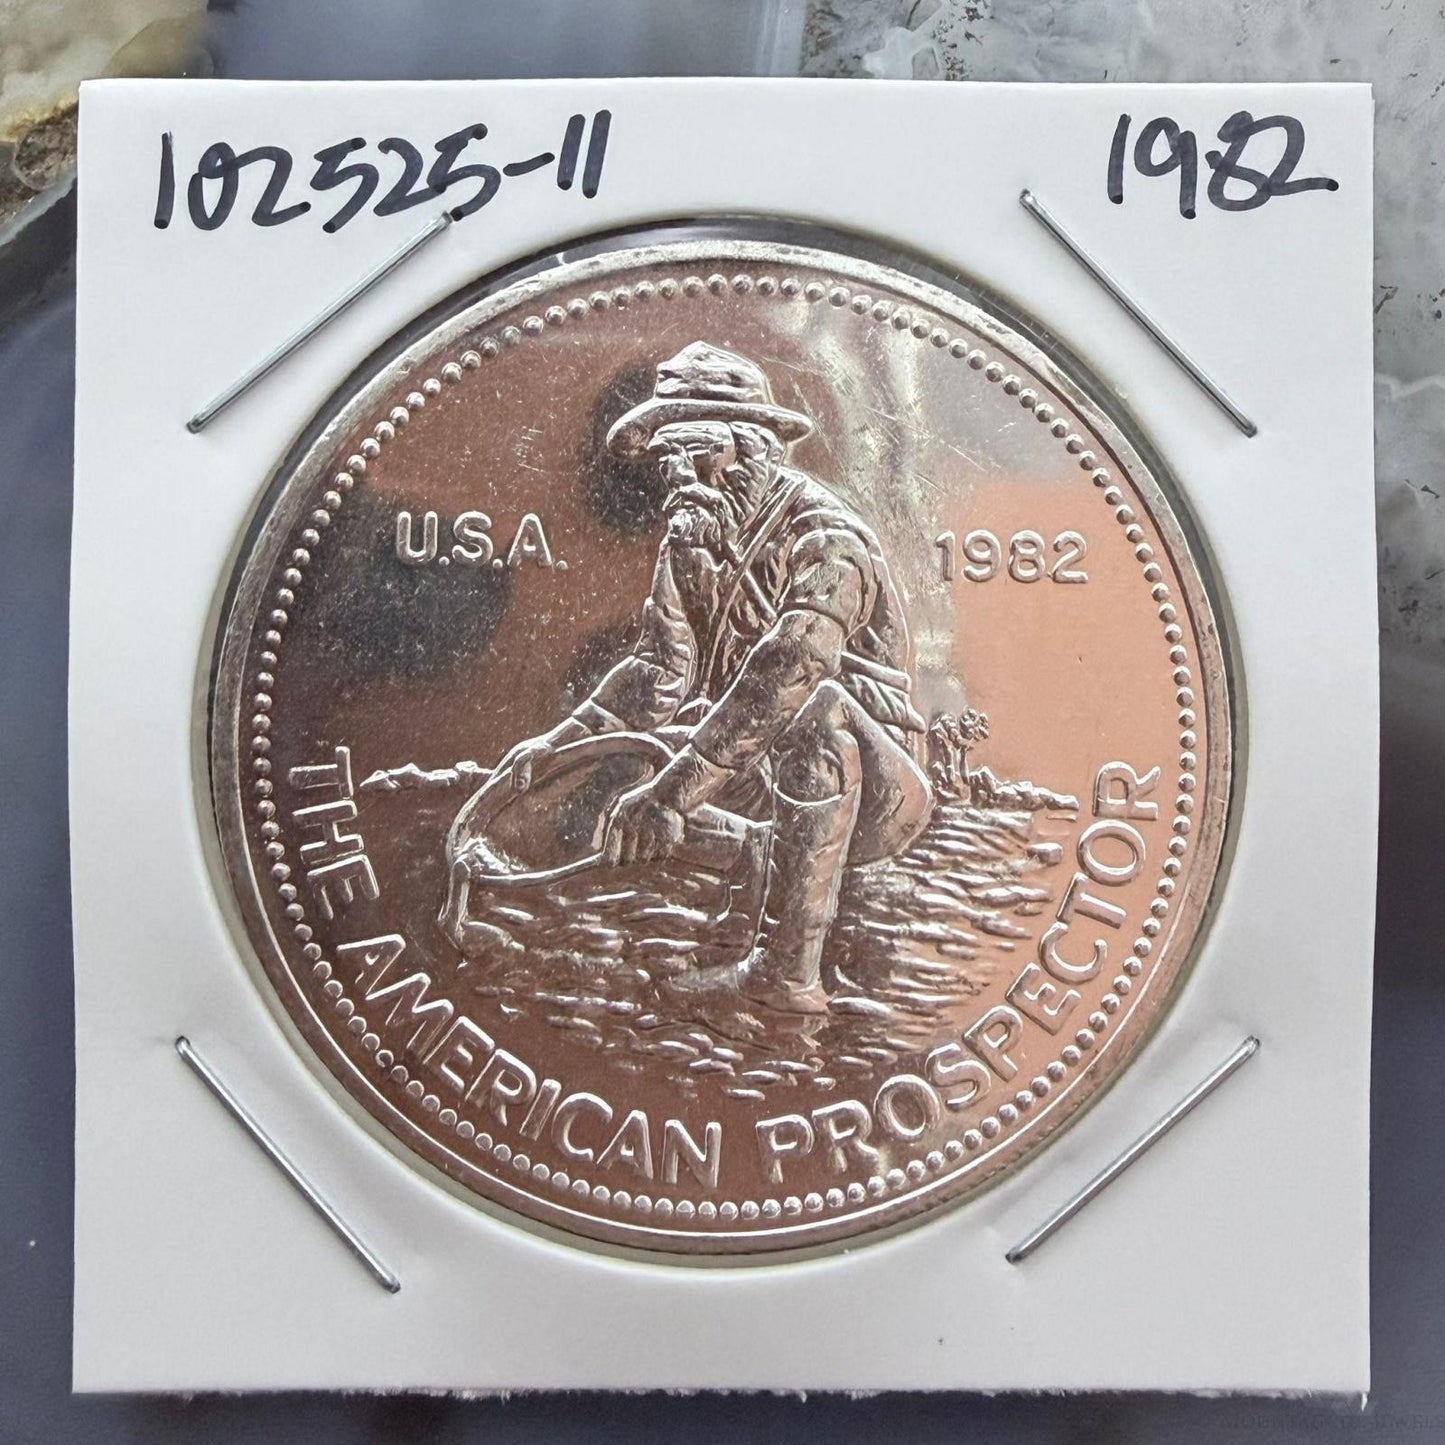 102525-11 1982
U.S.A. 1982
THE AMERICAN PROSPECTOR